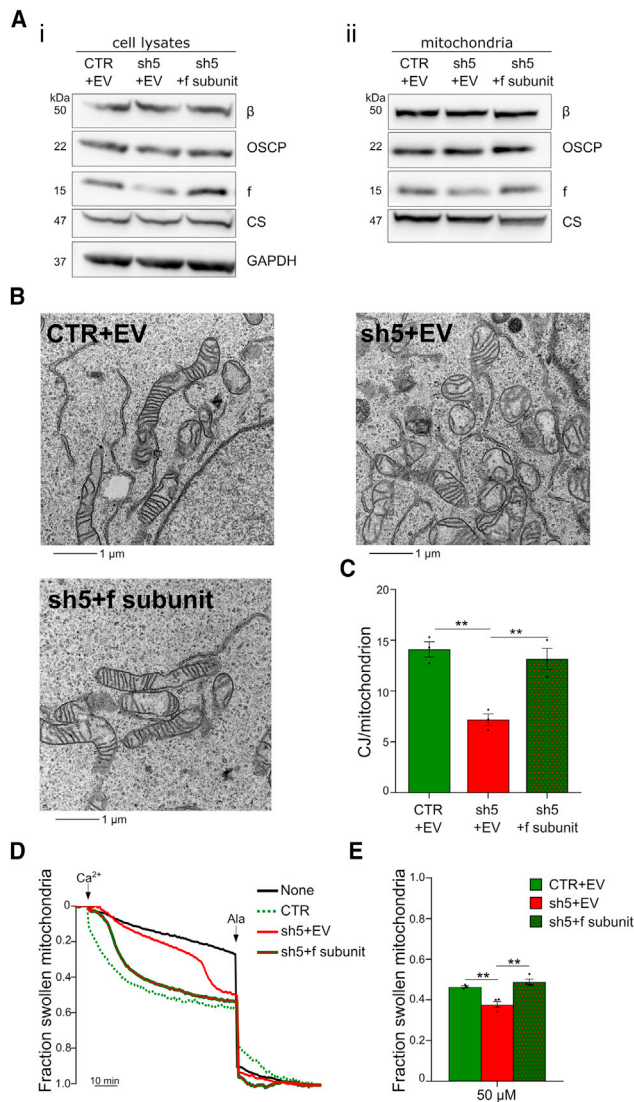 A
i
cell lysates
CTR
+EV
sh5
+EV
sh5
+f subunit
kDa
50
β
22
OSCP
15
f
47
CS
37
GAPDH
ii
mitochondria
CTR
+EV
sh5
+EV
sh5
+f subunit
kDa
50
β
22
OSCP
15
f
47
CS
B
CTR+EV
1 µm
sh5+EV
1 µm
sh5+f subunit
1 µm
C
CJ/mitochondrion
20
15
10
5
0
**
**
CTR
+EV
sh5
+EV
sh5
+f subunit
D
Fraction swollen mitochondria
Ca2+
Ala
None
CTR
sh5+EV
sh5+f subunit
0
0.2
0.4
0.6
0.8
1.0
10 min
E
Fraction swollen mitochondria
1.0
0.8
0.6
0.4
0.2
0.0
CTR+EV
sh5+EV
sh5+f subunit
**
**
50 µM